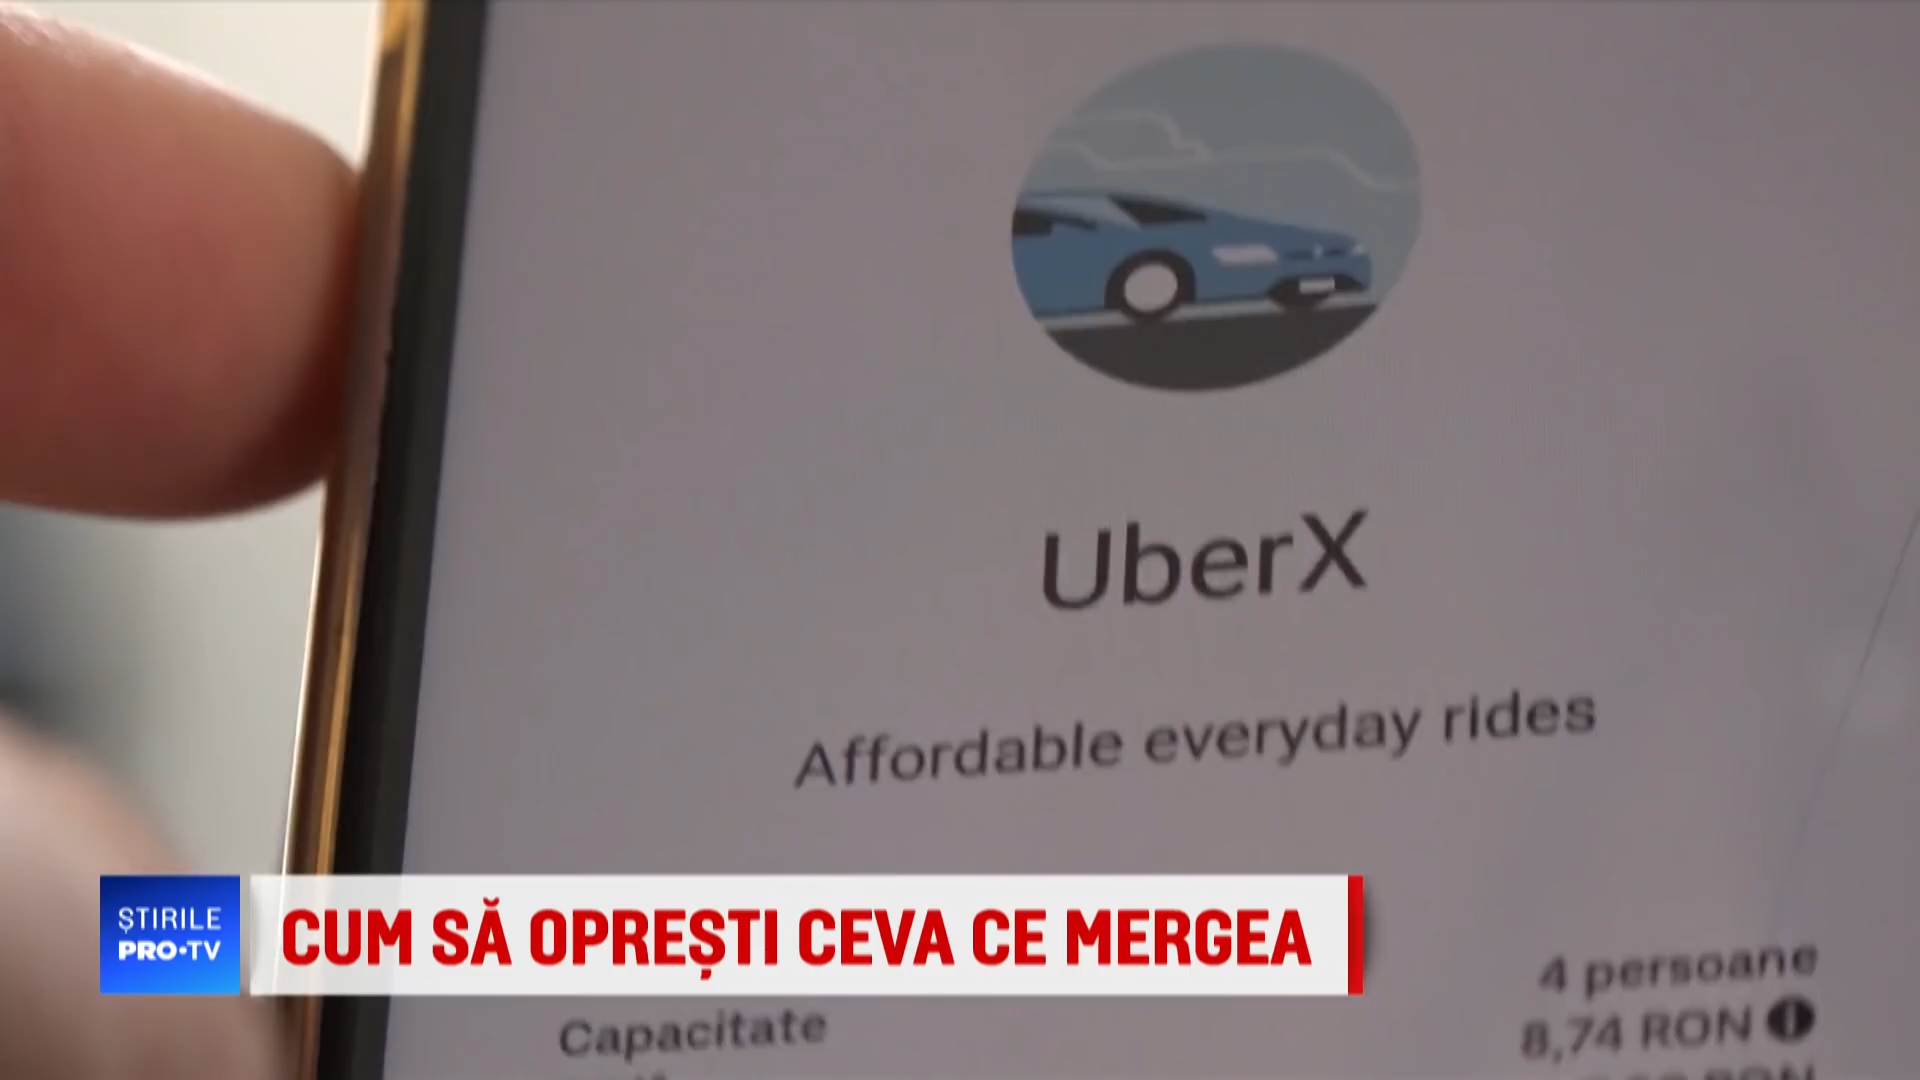 UberX
Affordable everyday rides
ȘTIRILE
PRO•TV
CUM SĂ OPREȘTI CEVA CE MERGEA
4 persoane
Capacitate
8,74 RON
RON